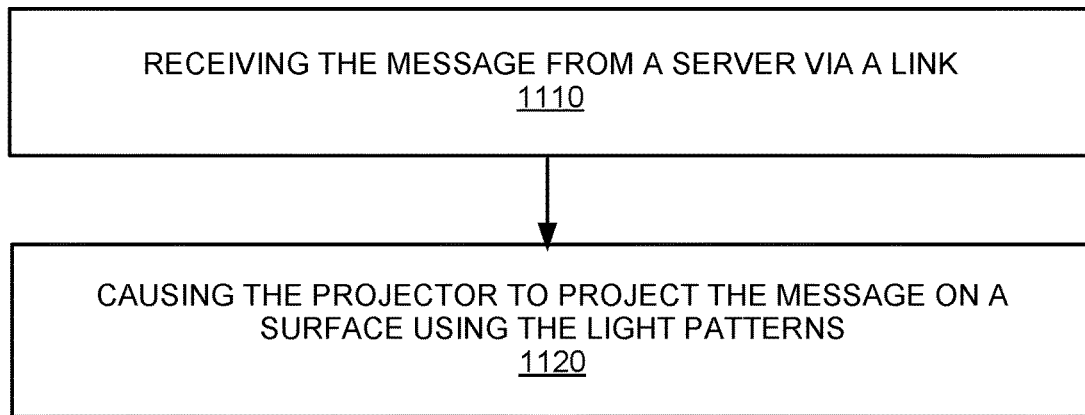 RECEIVING THE MESSAGE FROM A SERVER VIA A LINK
1110
CAUSING THE PROJECTOR TO PROJECT THE MESSAGE ON A
SURFACE USING THE LIGHT PATTERNS
1120